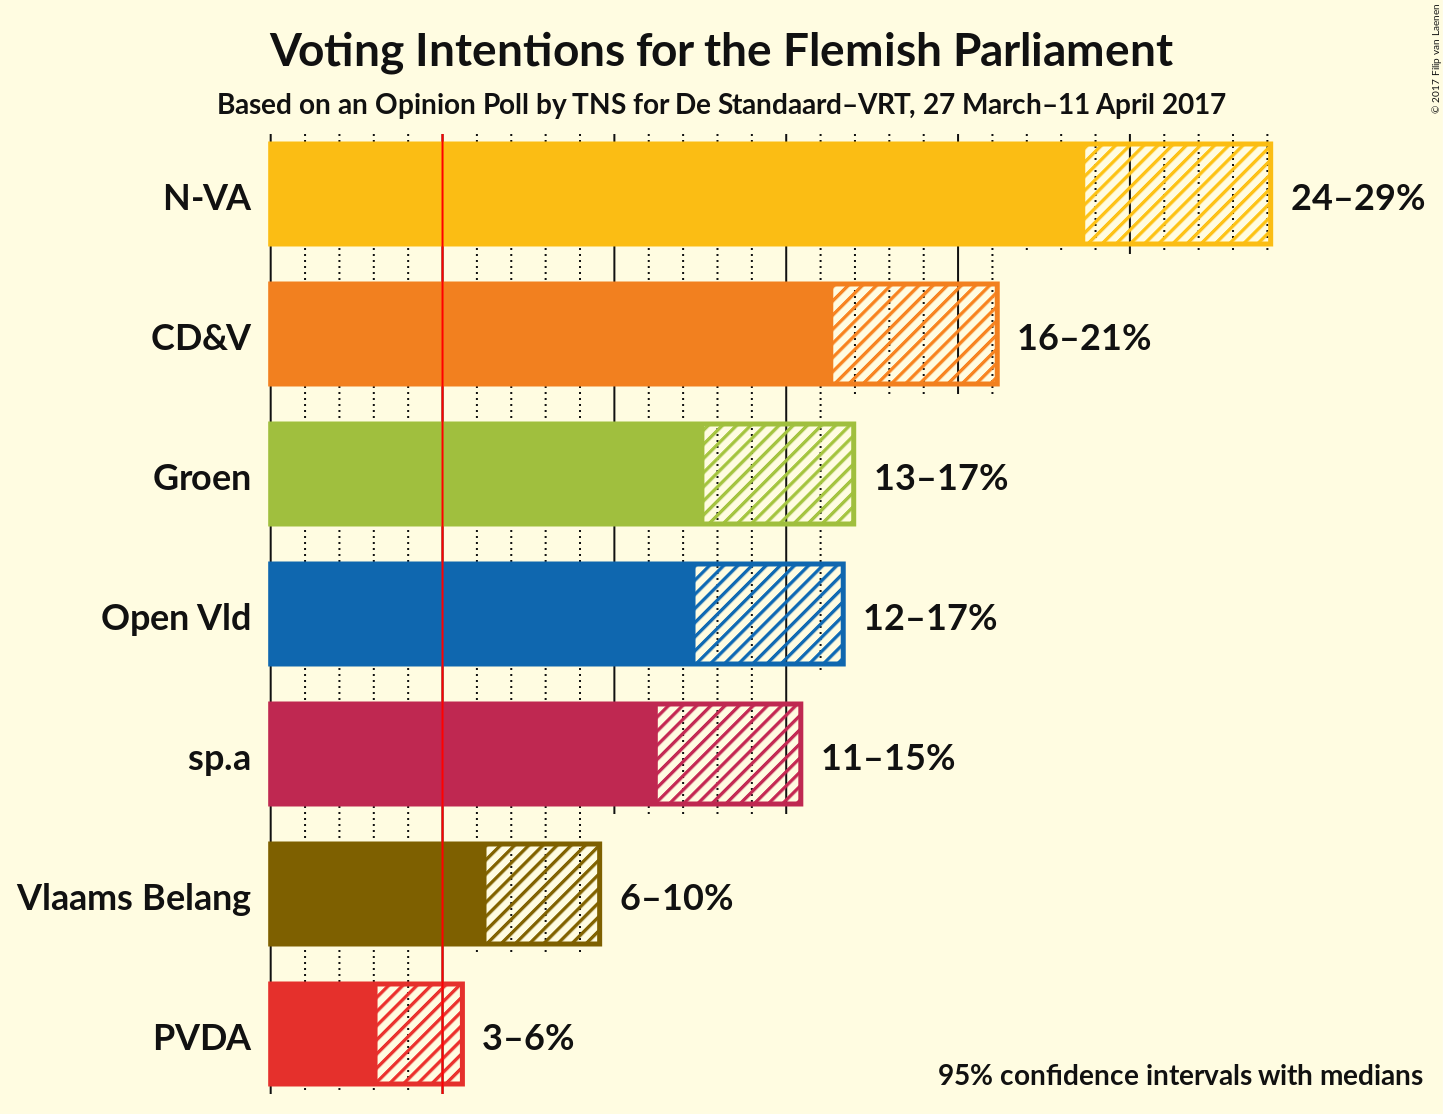 Voting Intentions for the Flemish Parliament
Based on an Opinion Poll by TNS for De Standaard–VRT, 27 March–11 April 2017
© 2017 Filip van Laenen
N-VA 24–29%
CD&V 16–21%
Groen 13–17%
Open Vld 12–17%
sp.a 11–15%
Vlaams Belang 6–10%
PVDA 3–6%
95% confidence intervals with medians